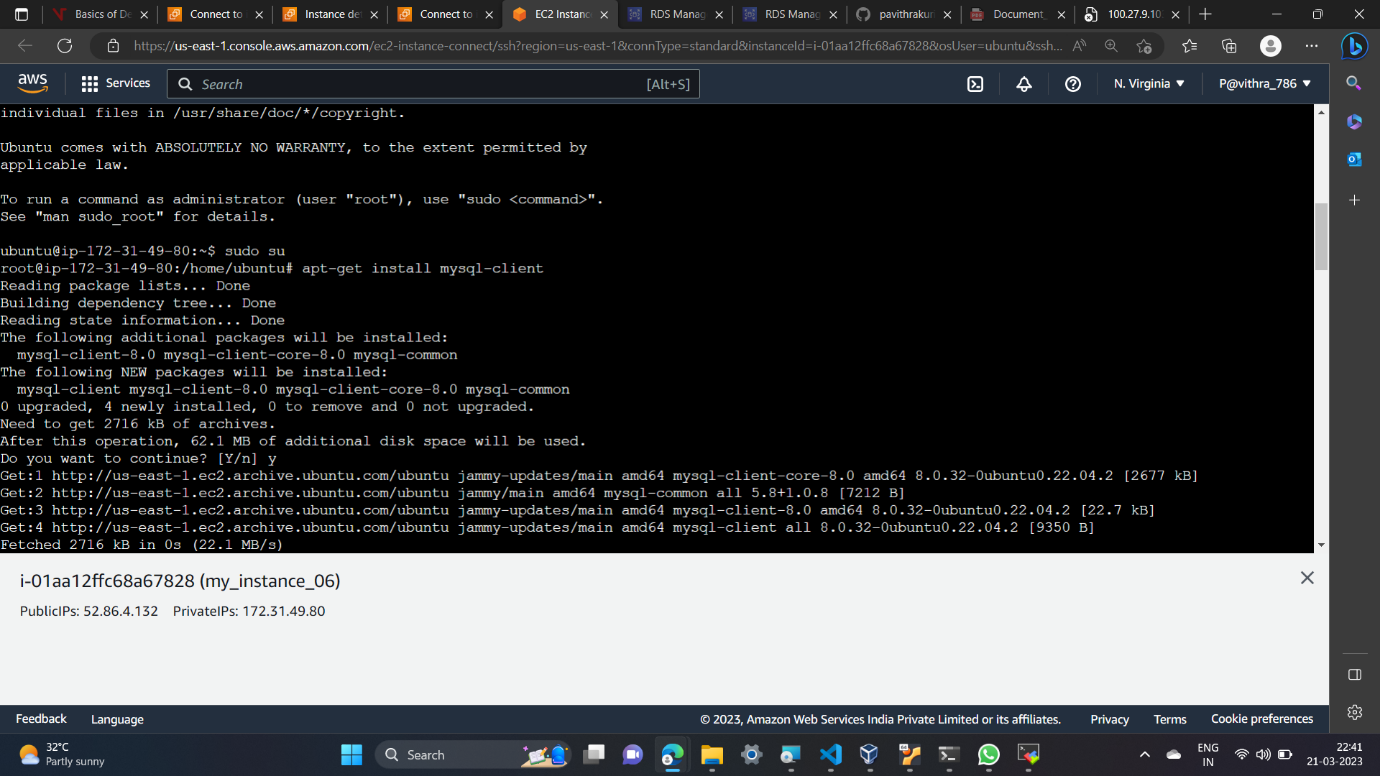 Basics of De
Connect to
Instance det
Connect to
EC2 Instanc
RDS Manag
RDS Manag
pavithrakur
Document_
100.27.9.10
https://us-east-1.console.aws.amazon.com/ec2-instance-connect/ssh?region=us-east-1&connType=standard&instanceId=i-01aa12ffc68a67828&osUser=ubuntu&ssh...
aws
Services
Search
[Alt+S]
N. Virginia
P@vithra_786
individual files in /usr/share/doc/*/copyright.
Ubuntu comes with ABSOLUTELY NO WARRANTY, to the extent permitted by
applicable law.
To run a command as administrator (user "root"), use "sudo <command>".
See "man sudo_root" for details.
ubuntu@ip-172-31-49-80:~$ sudo su
root@ip-172-31-49-80:/home/ubuntu# apt-get install mysql-client
Reading package lists... Done
Building dependency tree... Done
Reading state information... Done
The following additional packages will be installed:
  mysql-client-8.0 mysql-client-core-8.0 mysql-common
The following NEW packages will be installed:
  mysql-client mysql-client-8.0 mysql-client-core-8.0 mysql-common
0 upgraded, 4 newly installed, 0 to remove and 0 not upgraded.
Need to get 2716 kB of archives.
After this operation, 62.1 MB of additional disk space will be used.
Do you want to continue? [Y/n] y
Get:1 http://us-east-1.ec2.archive.ubuntu.com/ubuntu jammy-updates/main amd64 mysql-client-core-8.0 amd64 8.0.32-0ubuntu0.22.04.2 [2677 kB]
Get:2 http://us-east-1.ec2.archive.ubuntu.com/ubuntu jammy/main amd64 mysql-common all 5.8+1.0.8 [7212 B]
Get:3 http://us-east-1.ec2.archive.ubuntu.com/ubuntu jammy-updates/main amd64 mysql-client-8.0 amd64 8.0.32-0ubuntu0.22.04.2 [22.7 kB]
Get:4 http://us-east-1.ec2.archive.ubuntu.com/ubuntu jammy-updates/main amd64 mysql-client all 8.0.32-0ubuntu0.22.04.2 [9350 B]
Fetched 2716 kB in 0s (22.1 MB/s)
i-01aa12ffc68a67828 (my_instance_06)
PublicIPs: 52.86.4.132 PrivateIPs: 172.31.49.80
Feedback
Language
© 2023, Amazon Web Services India Private Limited or its affiliates.
Privacy
Terms
Cookie preferences
32°C
Partly sunny
Search
ENG
IN
22:41
21-03-2023